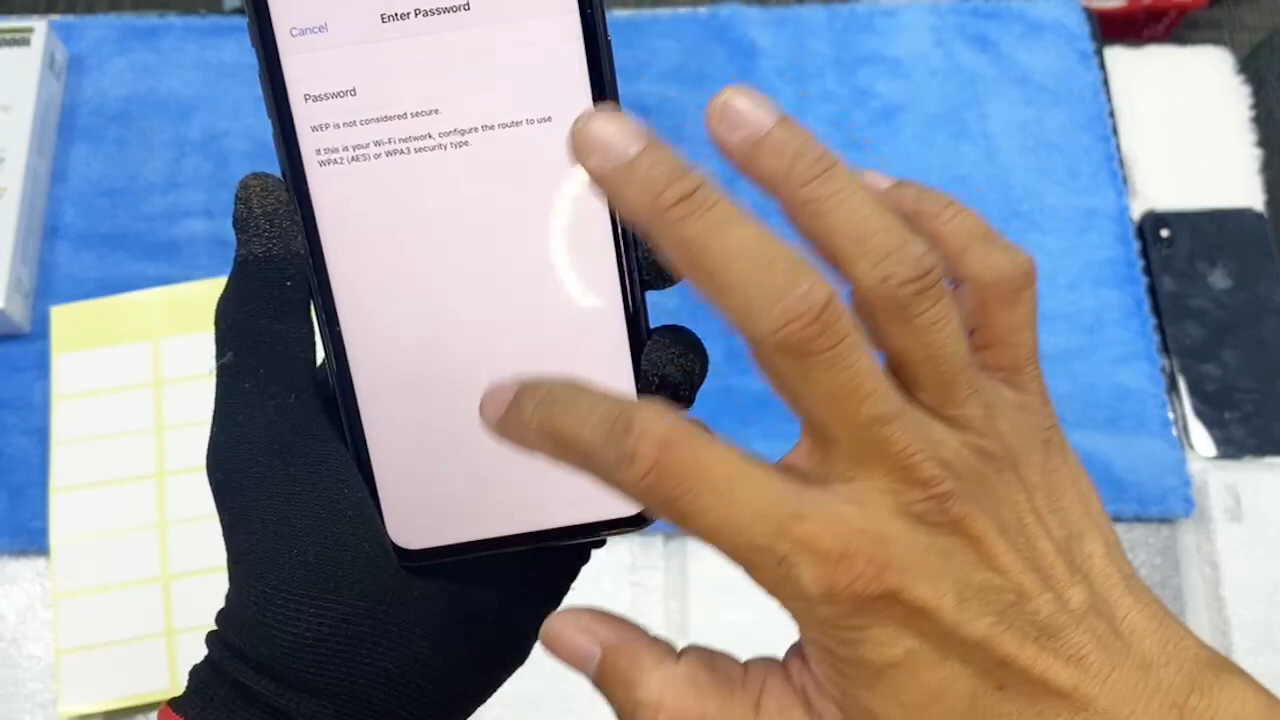 Enter Password
Cancel
Password
WEP is not considered secure.
If this is your Wi-Fi network, configure the router to use
WPA2 (AES) or WPA3 security type.